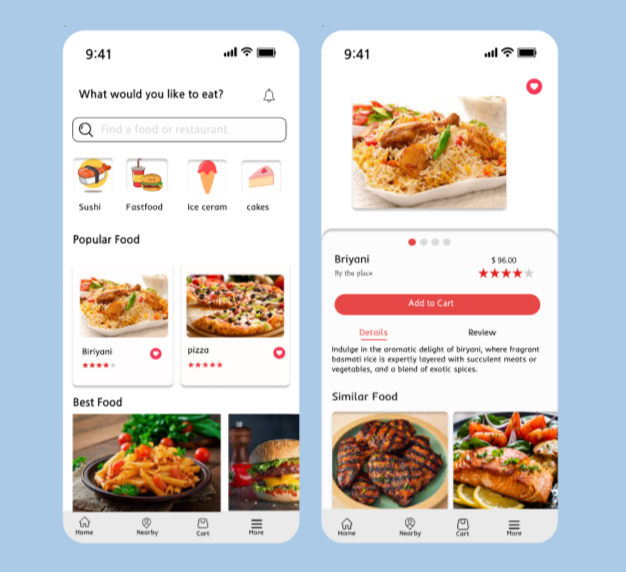 9:41
What would you like to eat?
Find a food or restaurant
Sushi
Fastfood
Ice ceram
cakes
Popular Food
Biriyani
pizza
Best Food
Home
Nearby
Cart
More
9:41
Briyani
$ 96.00
By the place
Add to Cart
Details
Review
Indulge in the aromatic delight of biryani, where fragrant
basmati rice is expertly layered with succulent meats or
vegetables, and a blend of exotic spices.
Similar Food
Home
Nearby
Cart
More